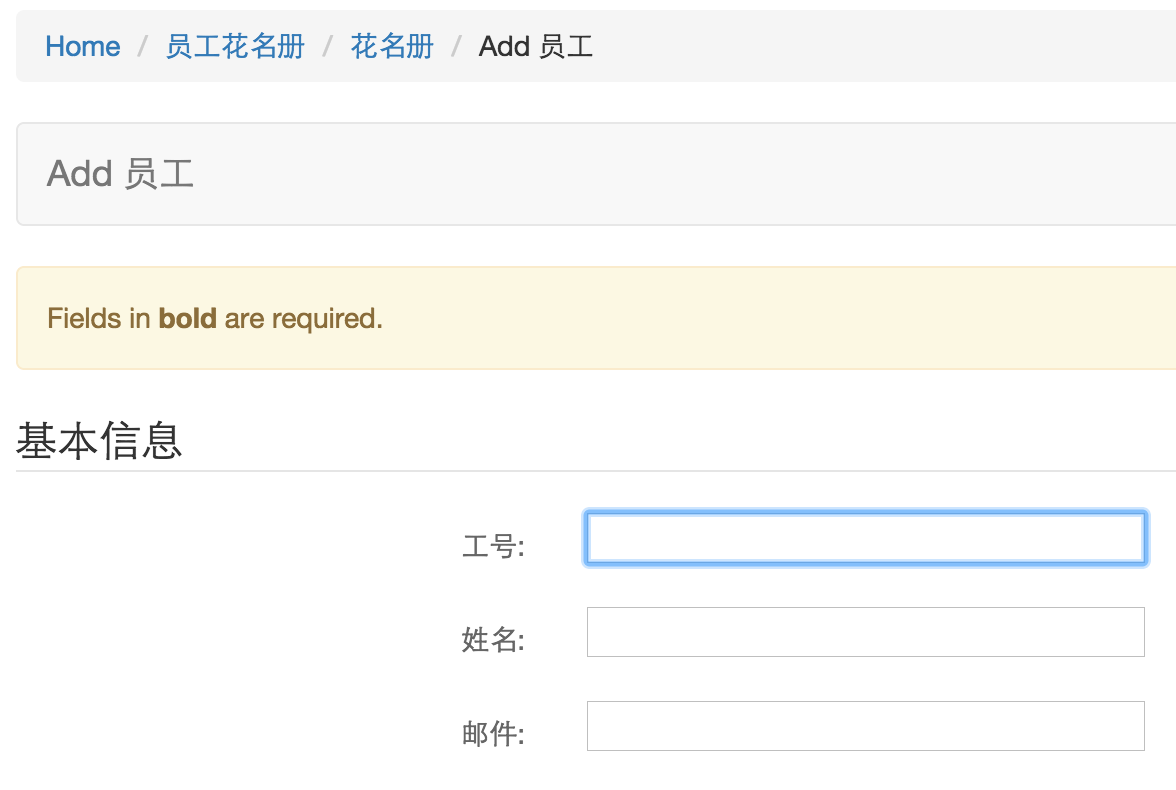 Home / 员工花名册 / 花名册 / Add 员工
Add 员工
Fields in bold are required.
基本信息
工号:
姓名:
邮件: